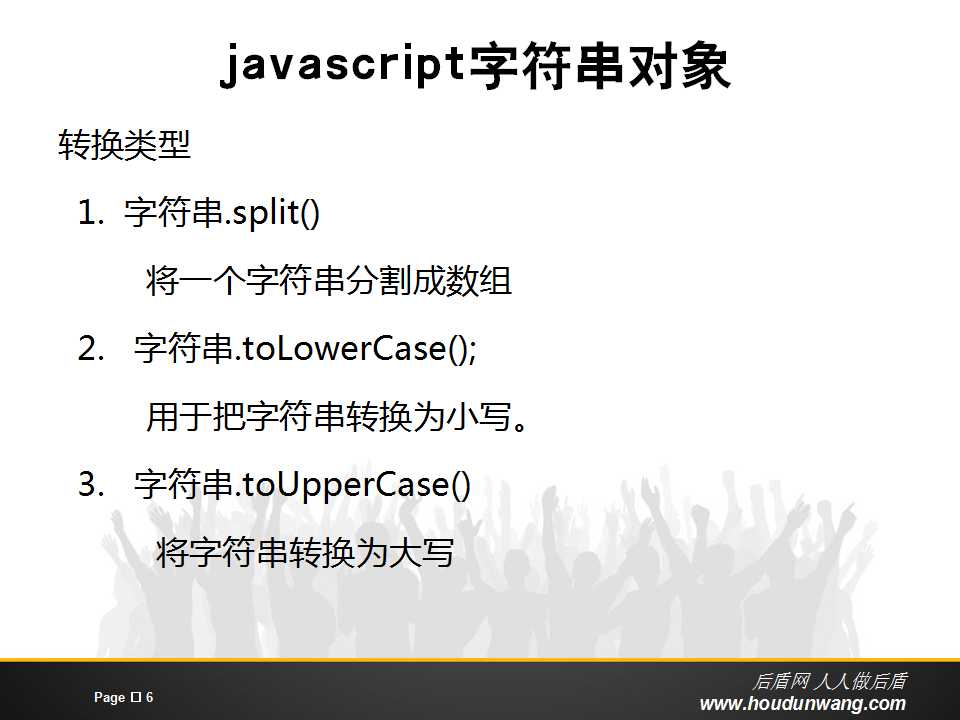 javascript字符串对象
转换类型
1. 字符串.split()
将一个字符串分割成数组
2. 字符串.toLowerCase();
用于把字符串转换为小写。
3. 字符串.toUpperCase()
将字符串转换为大写
后盾网 人人做后盾
Page □ 6
www.houdunwang.com